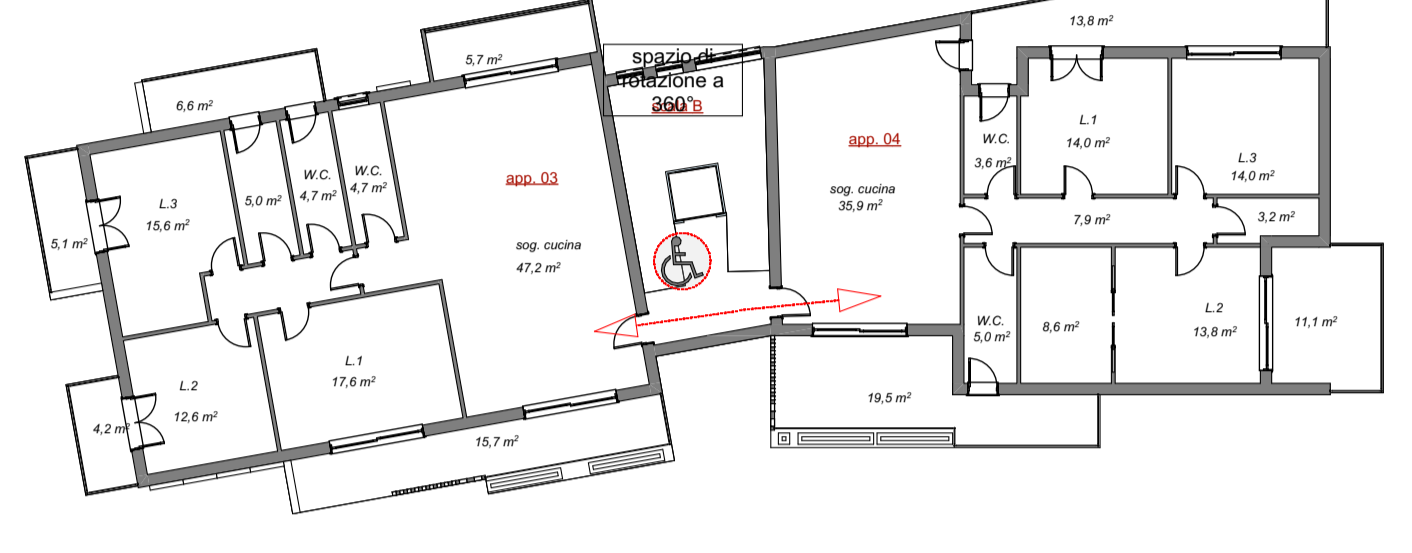 13,8 m²
5,7 m²
spazio di
rotazione a
360°
scala B
6,6 m²
app. 03
app. 04
L.3
15,6 m²
5,0 m²
W.C.
4,7 m²
W.C.
4,7 m²
5,1 m²
sog. cucina
47,2 m²
L.1
17,6 m²
L.2
12,6 m²
4,2 m²
15,7 m²
sog. cucina
35,9 m²
W.C.
3,6 m²
L.1
14,0 m²
L.3
14,0 m²
7,9 m²
3,2 m²
W.C.
5,0 m²
8,6 m²
L.2
13,8 m²
11,1 m²
19,5 m²